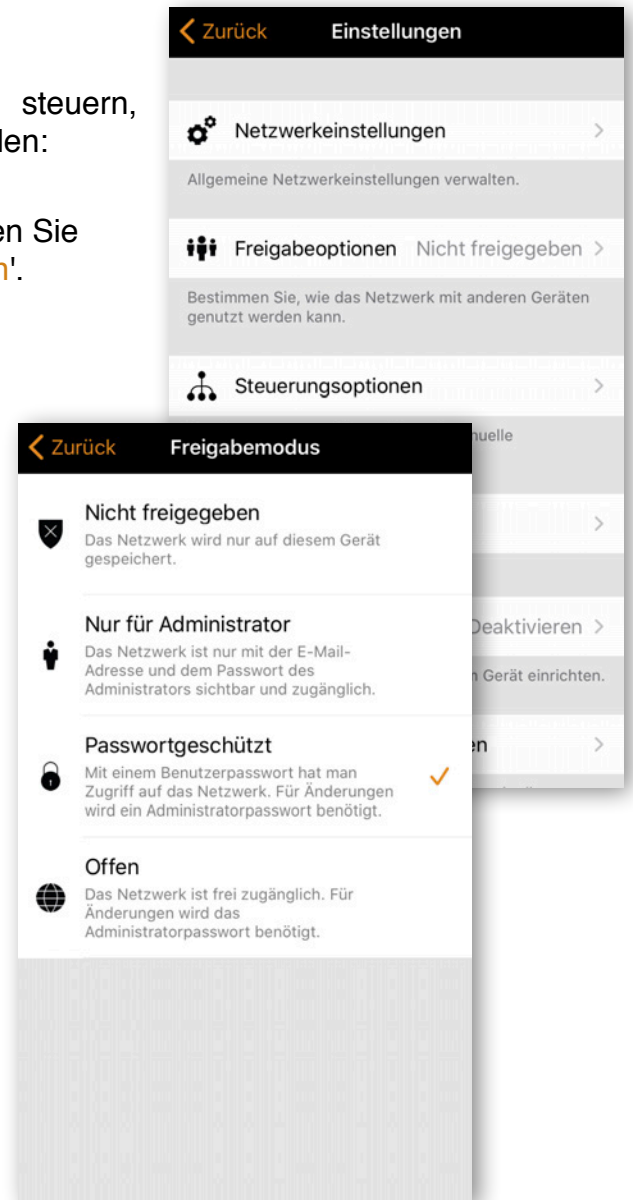 steuern,
den:
en Sie
n'.
Zurück Einstellungen
Netzwerkeinstellungen
Allgemeine Netzwerkeinstellungen verwalten.
Freigabeoptionen Nicht freigegeben
Bestimmen Sie, wie das Netzwerk mit anderen Geräten
genutzt werden kann.
Steuerungsoptionen
nuelle
Deaktivieren
Gerät einrichten.
en
Zurück Freigabemodus
Nicht freigegeben
Das Netzwerk wird nur auf diesem Gerät
gespeichert.
Nur für Administrator
Das Netzwerk ist nur mit der E-Mail-
Adresse und dem Passwort des
Administrators sichtbar und zugänglich.
Passwortgeschützt
Mit einem Benutzerpasswort hat man
Zugriff auf das Netzwerk. Für Änderungen
wird ein Administratorpasswort benötigt.
Offen
Das Netzwerk ist frei zugänglich. Für
Änderungen wird das
Administratorpasswort benötigt.